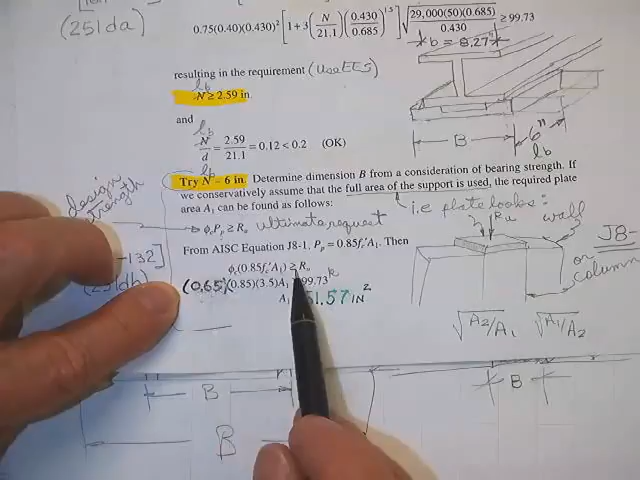 (251da)
0.75(0.40)(0.430)² [1 + 3 (N/21.1) (0.430/0.685)^1.5] √(29,000(50)(0.685)/0.430) ≥ 99.73
b = 8.27"
resulting in the requirement (use EES)
lb
N ≥ 2.59 in.
and
lb
N/d = 2.59/21.1 = 0.12 < 0.2 (OK)
B
6"
lb
lb
Try N = 6 in. Determine dimension B from a consideration of bearing strength. If
we conservatively assume that the full area of the support is used, the required plate
area A₁ can be found as follows:
design
strength
i.e plate looks:
Ru
wall
φcPp ≥ Ru ultimate request
From AISC Equation J8-1, Pp = 0.85f'cA₁. Then
J8-
on
column
-132]
φc(0.85f'cA₁) ≥ Ru
(251db)
(0.65)(0.85)(3.5)A₁ 99.73 k
A₁ 51.57 IN²
√A₂/A₁ √A₁/A₂
B
B
B